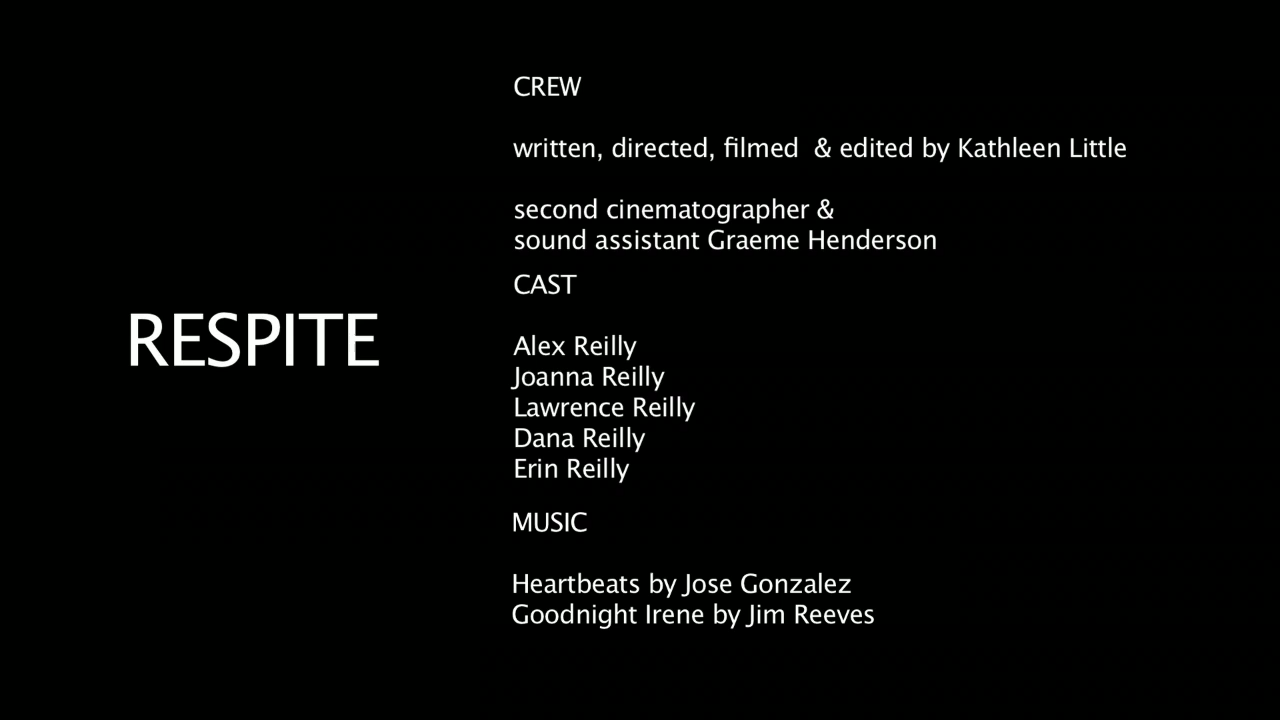 RESPITE
CREW
written, directed, filmed & edited by Kathleen Little
second cinematographer &
sound assistant Graeme Henderson
CAST
Alex Reilly
Joanna Reilly
Lawrence Reilly
Dana Reilly
Erin Reilly
MUSIC
Heartbeats by Jose Gonzalez
Goodnight Irene by Jim Reeves